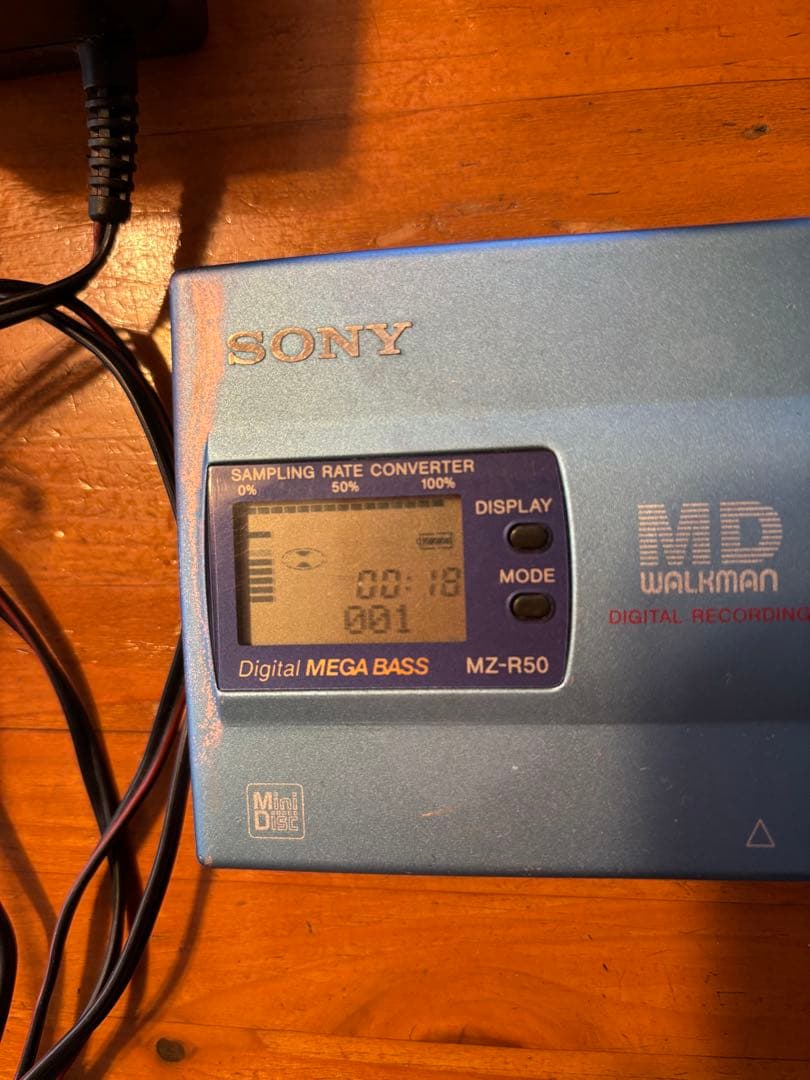 SONY
SAMPLING RATE CONVERTER
0% 50% 100%
DISPLAY
00:18
001
MODE
Digital MEGA BASS MZ-R50
MD
WALKMAN
DIGITAL RECORDING
Mini
Disc